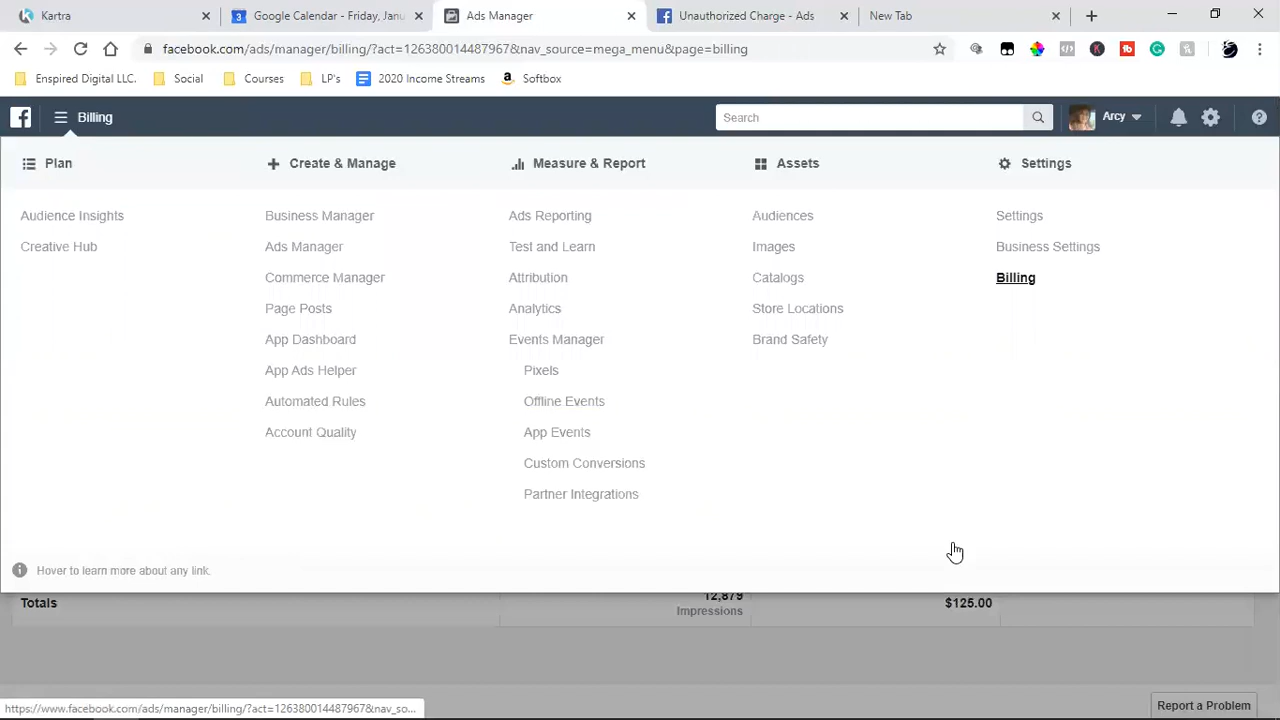 Kartra
Google Calendar - Friday, Janu
Ads Manager
Unauthorized Charge - Ads
New Tab
facebook.com/ads/manager/billing/?act=126380014487967&nav_source=mega_menu&page=billing
Enspired Digital LLC.
Social
Courses
LP's
2020 Income Streams
Softbox
Billing
Search
Arcy
Plan
Create & Manage
Measure & Report
Assets
Settings
Audience Insights
Business Manager
Ads Reporting
Audiences
Settings
Creative Hub
Ads Manager
Test and Learn
Images
Business Settings
Commerce Manager
Attribution
Catalogs
Billing
Page Posts
Analytics
Store Locations
App Dashboard
Events Manager
Brand Safety
App Ads Helper
Pixels
Automated Rules
Offline Events
Account Quality
App Events
Custom Conversions
Partner Integrations
Hover to learn more about any link.
Totals
12,879
Impressions
$125.00
https://www.facebook.com/ads/manager/billing/?act=126380014487967&nav_so...
Report a Problem